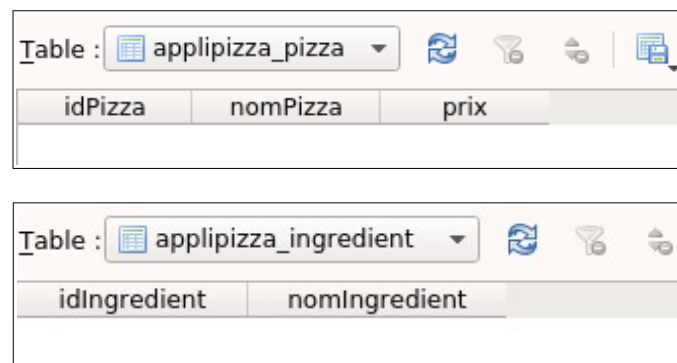 Table : applipizza_pizza
idPizza nomPizza prix
Table : applipizza_ingredient
idIngredient nomIngredient